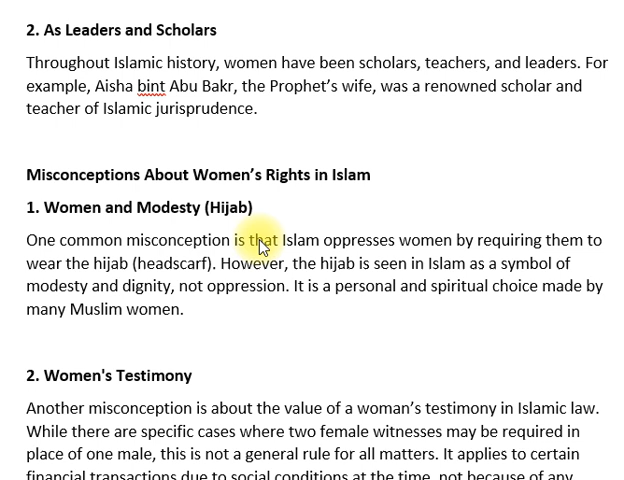 2. As Leaders and Scholars
Throughout Islamic history, women have been scholars, teachers, and leaders. For
example, Aisha bint Abu Bakr, the Prophet’s wife, was a renowned scholar and
teacher of Islamic jurisprudence.
Misconceptions About Women’s Rights in Islam
1. Women and Modesty (Hijab)
One common misconception is that Islam oppresses women by requiring them to
wear the hijab (headscarf). However, the hijab is seen in Islam as a symbol of
modesty and dignity, not oppression. It is a personal and spiritual choice made by
many Muslim women.
2. Women's Testimony
Another misconception is about the value of a woman’s testimony in Islamic law.
While there are specific cases where two female witnesses may be required in
place of one male, this is not a general rule for all matters. It applies to certain
financial transactions due to social conditions at the time, not because of any